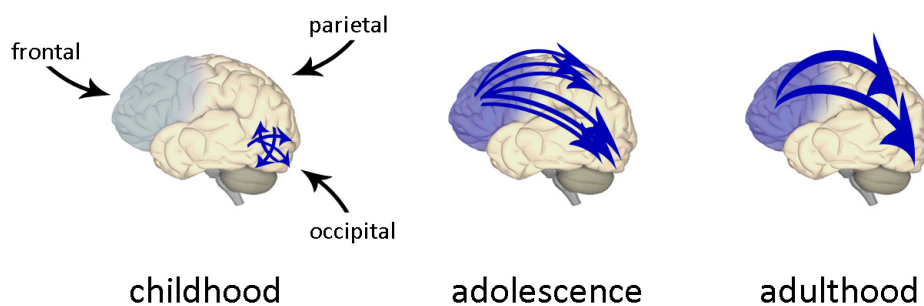 frontal
parietal
occipital
childhood
adolescence
adulthood